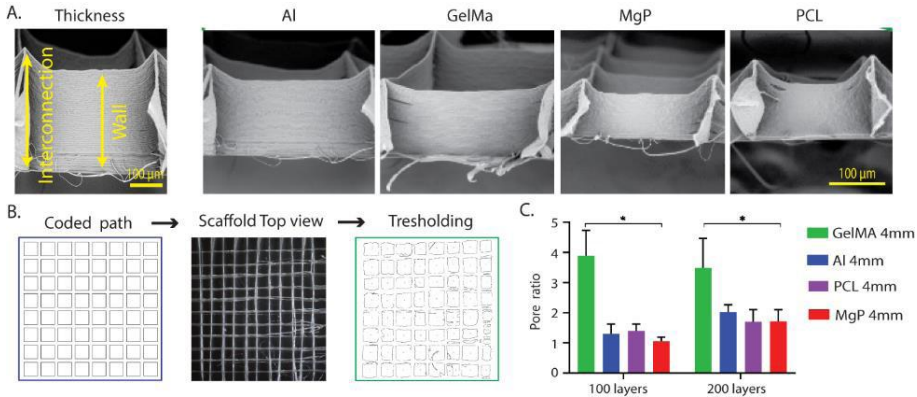 A.
Thickness
Al
GelMa
MgP
PCL
Interconnection
Wall
100 µm
100 µm
B.
Coded path
Scaffold Top view
Tresholding
C.
Pore ratio
5
4
3
2
1
0
100 layers
200 layers
*
*
GelMA 4mm
Al 4mm
PCL 4mm
MgP 4mm